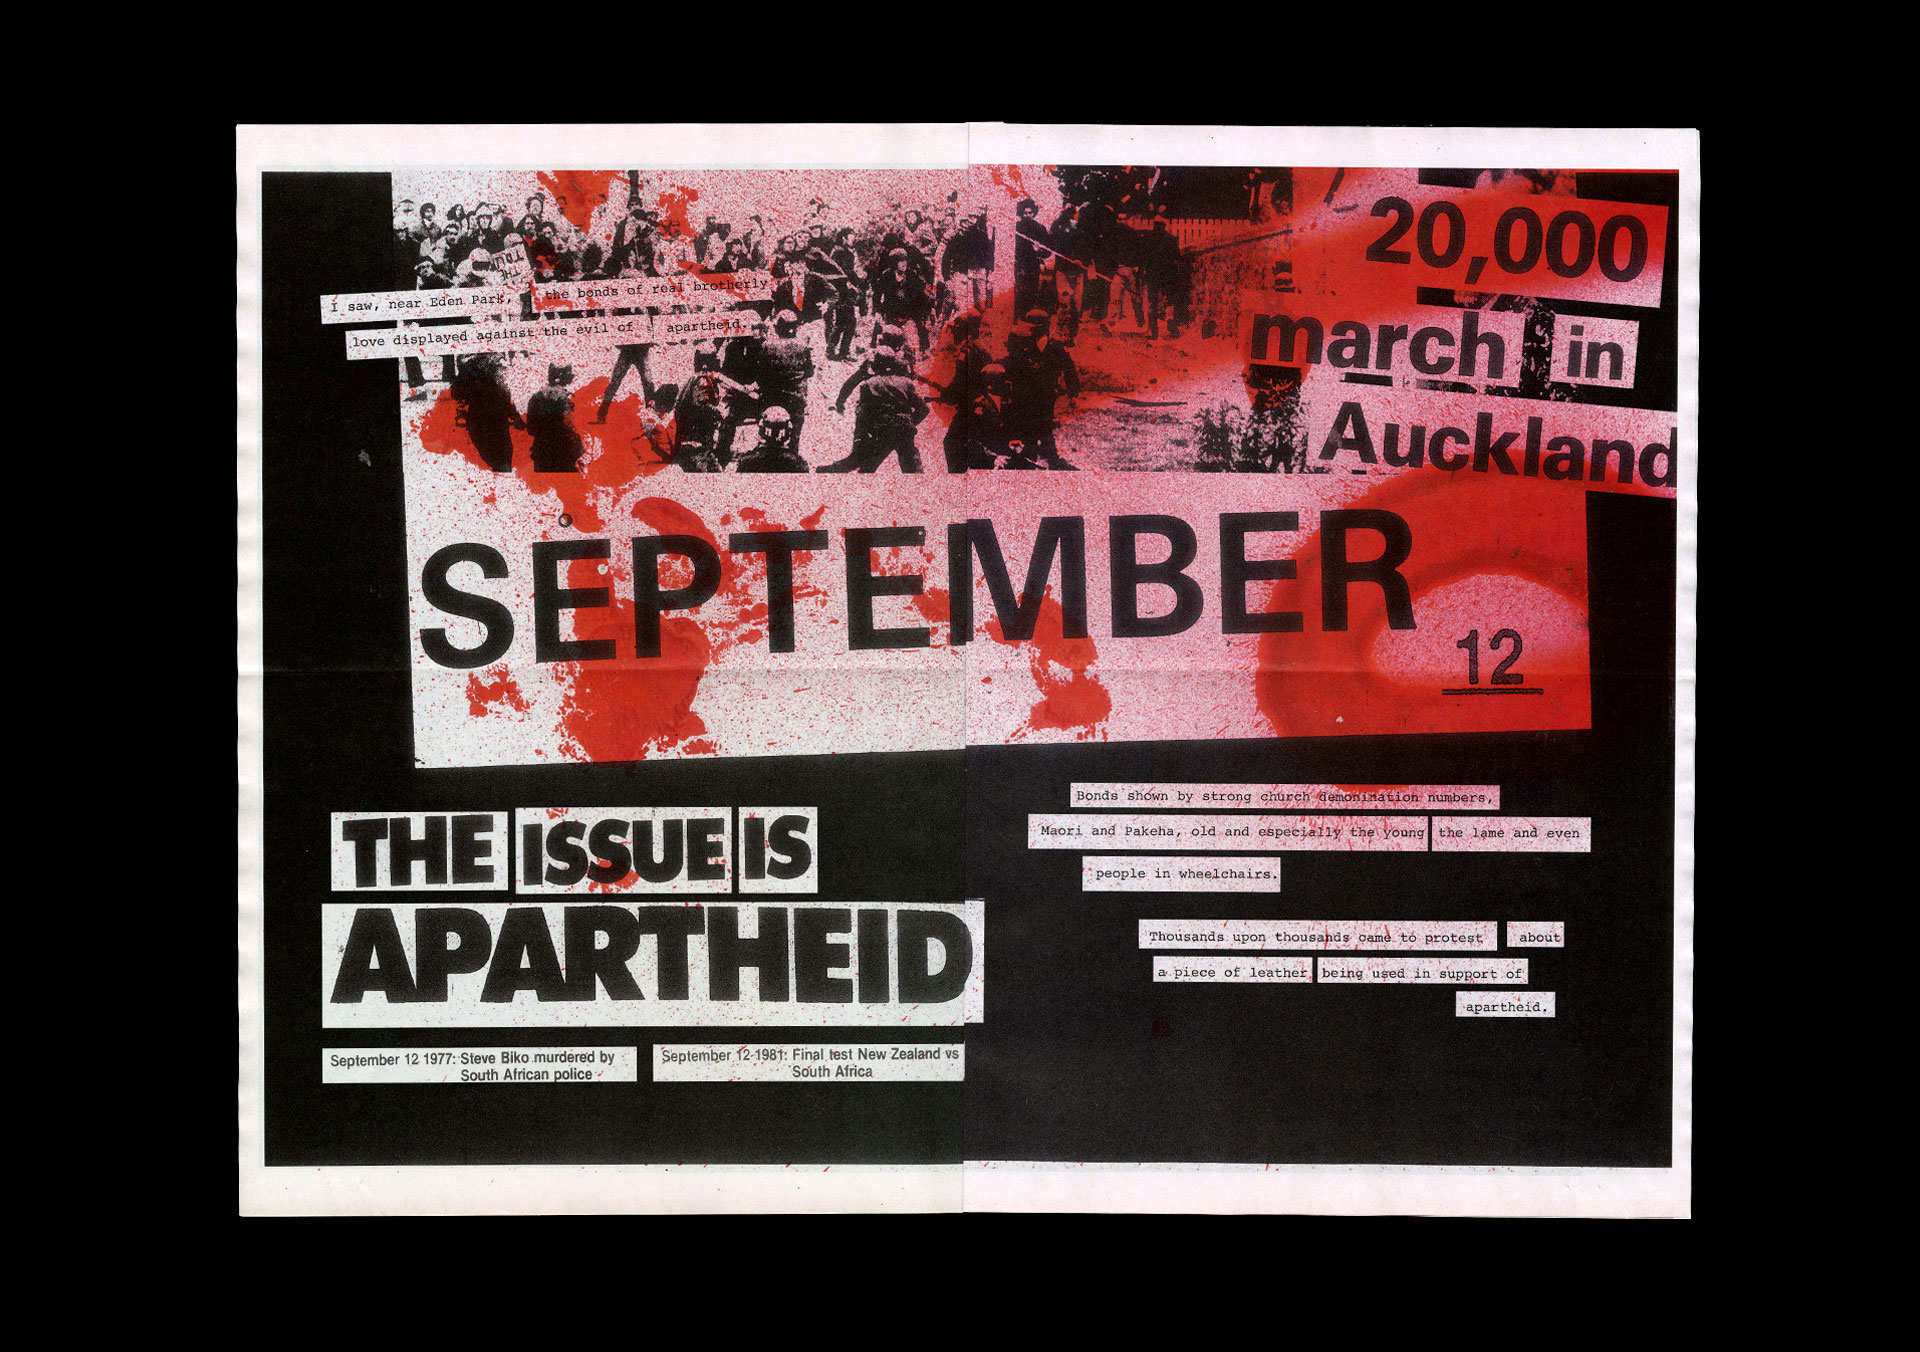 20,000
march in
Auckland
I saw, near Eden Park, the bonds of real brotherly
love displayed against the evil of apartheid.
SEPTEMBER
12
THE ISSUE IS
APARTHEID
September 12 1977: Steve Biko murdered by
South African police
September 12 1981: Final test New Zealand vs
South Africa
Bonds shown by strong church demonination numbers,
Maori and Pakeha, old and especially the young the lame and even
people in wheelchairs.
Thousands upon thousands came to protest about
a piece of leather being used in support of
apartheid.